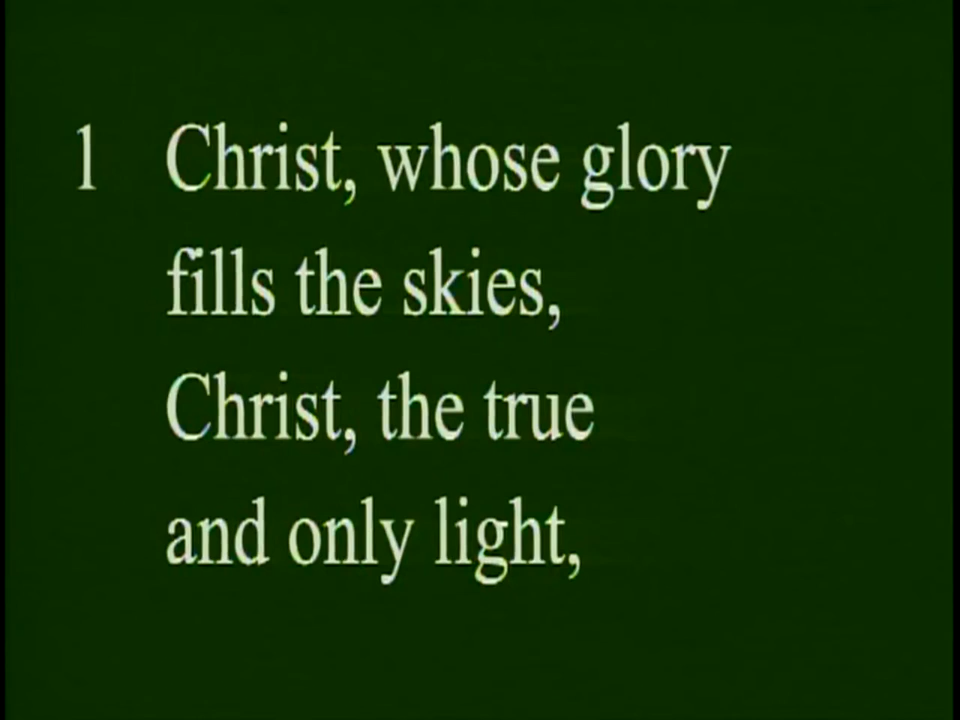 1 Christ, whose glory
fills the skies,
Christ, the true
and only light,